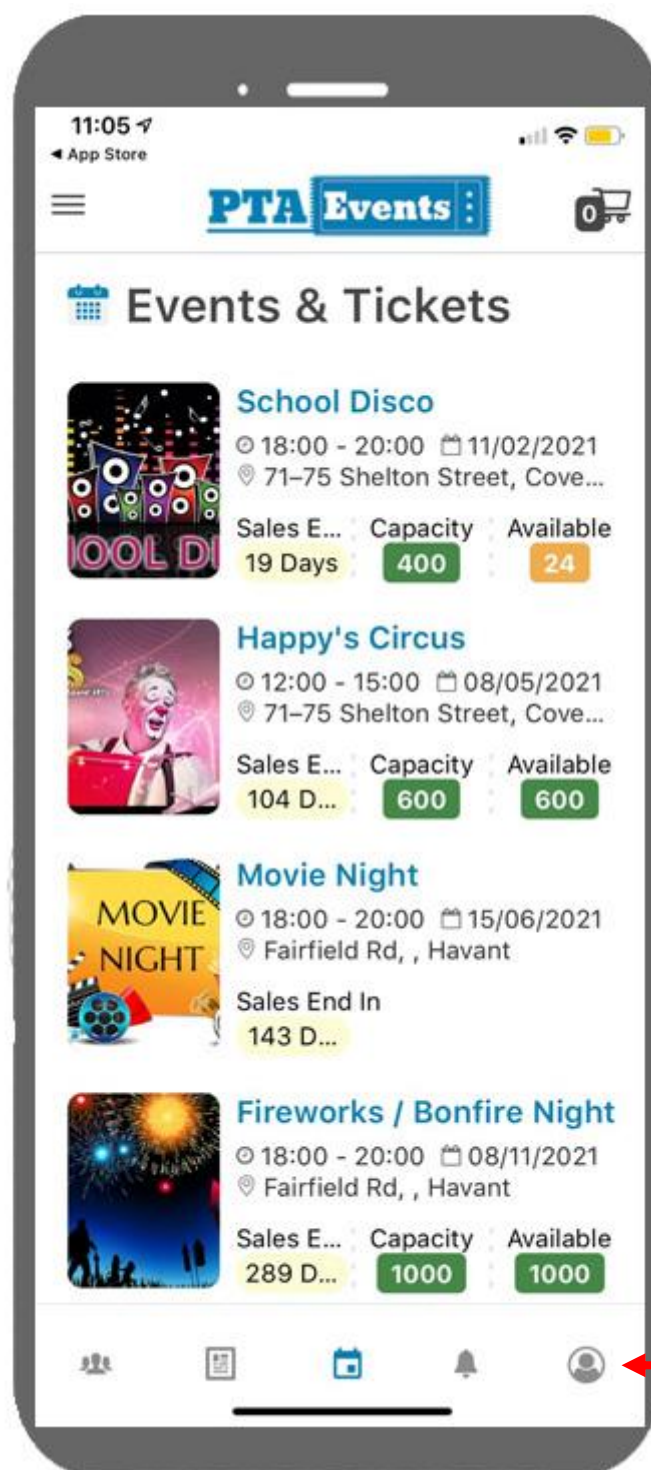 11:05
◄ App Store
PTA Events
0
Events & Tickets
School Disco
18:00 - 20:00 11/02/2021
71–75 Shelton Street, Cove...
Sales E... Capacity Available
19 Days 400 24
HOOL DI
Happy's Circus
12:00 - 15:00 08/05/2021
71–75 Shelton Street, Cove...
Sales E... Capacity Available
104 D... 600 600
Movie Night
MOVIE
NIGHT
18:00 - 20:00 15/06/2021
Fairfield Rd, , Havant
Sales End In
143 D...
Fireworks / Bonfire Night
18:00 - 20:00 08/11/2021
Fairfield Rd, , Havant
Sales E... Capacity Available
289 D... 1000 1000